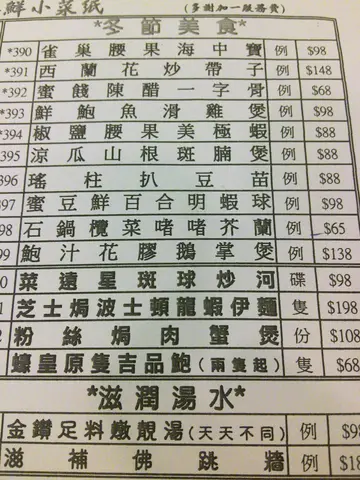 鮮小菜紙 (多謝加一服務費)
*冬節美食*
*390 雀巢腰果海中寶 例 $98
*391 西蘭花炒帶子 例 $148
*392 蜜餞陳醋一字骨 例 $68
*393 鮮鮑魚滑雞煲 例 $88
*394 椒鹽腰果美極蝦 例 $88
395 涼瓜山根斑腩煲 例 $88
396 瑤柱扒豆苗 例 $88
397 蜜豆鮮百合明蝦球 例 $98
98 石鍋欖菜啫啫芥蘭 例 $65
99 鮑汁花膠鵝掌煲 例 $138
0 菜遠星斑球炒河 碟 $98
1 芝士焗波士頓龍蝦伊麵 隻 $198
2 粉絲焗肉蟹煲 份 $108
蠔皇原隻吉品鮑(兩隻起) 隻 $68
*滋潤湯水*
金鑽足料燉靚湯(天天不同) 例 $9
滋補佛跳牆 例 $1